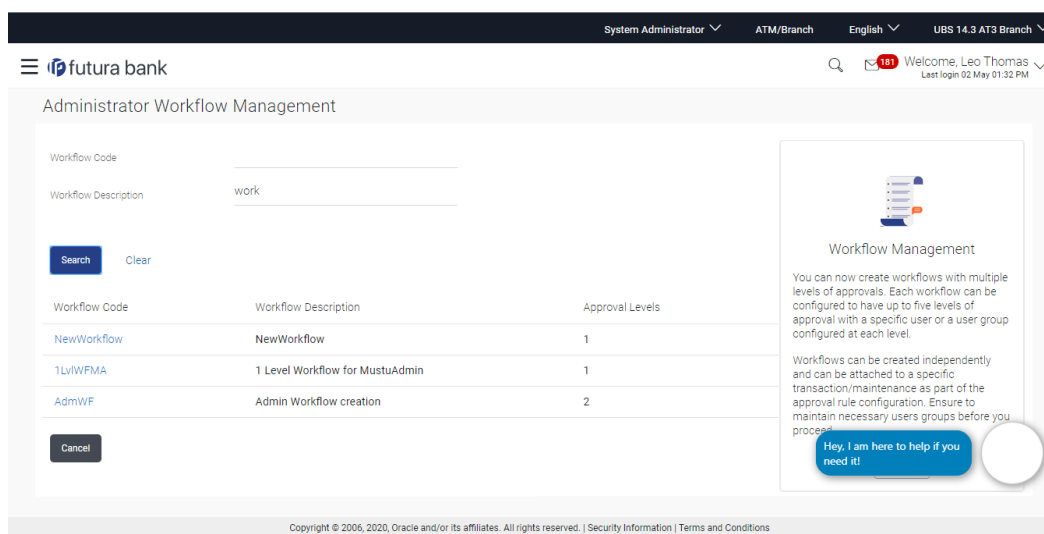 System Administrator ATM/Branch English UBS 14.3 AT3 Branch
futura bank
181
Welcome, Leo Thomas
Last login 02 May 01:32 PM
Administrator Workflow Management
Workflow Code
Workflow Description work
Search Clear
Workflow Code Workflow Description Approval Levels
NewWorkflow NewWorkflow 1
1LvlWFMA 1 Level Workflow for MustuAdmin 1
AdmWF Admin Workflow creation 2
Cancel
Workflow Management
You can now create workflows with multiple
levels of approvals. Each workflow can be
configured to have up to five levels of
approval with a specific user or a user group
configured at each level.
Workflows can be created independently
and can be attached to a specific
transaction/maintenance as part of the
approval rule configuration. Ensure to
maintain necessary users groups before you
proceed
Hey, I am here to help if you
need it!
Copyright © 2006, 2020, Oracle and/or its affiliates. All rights reserved. | Security Information | Terms and Conditions